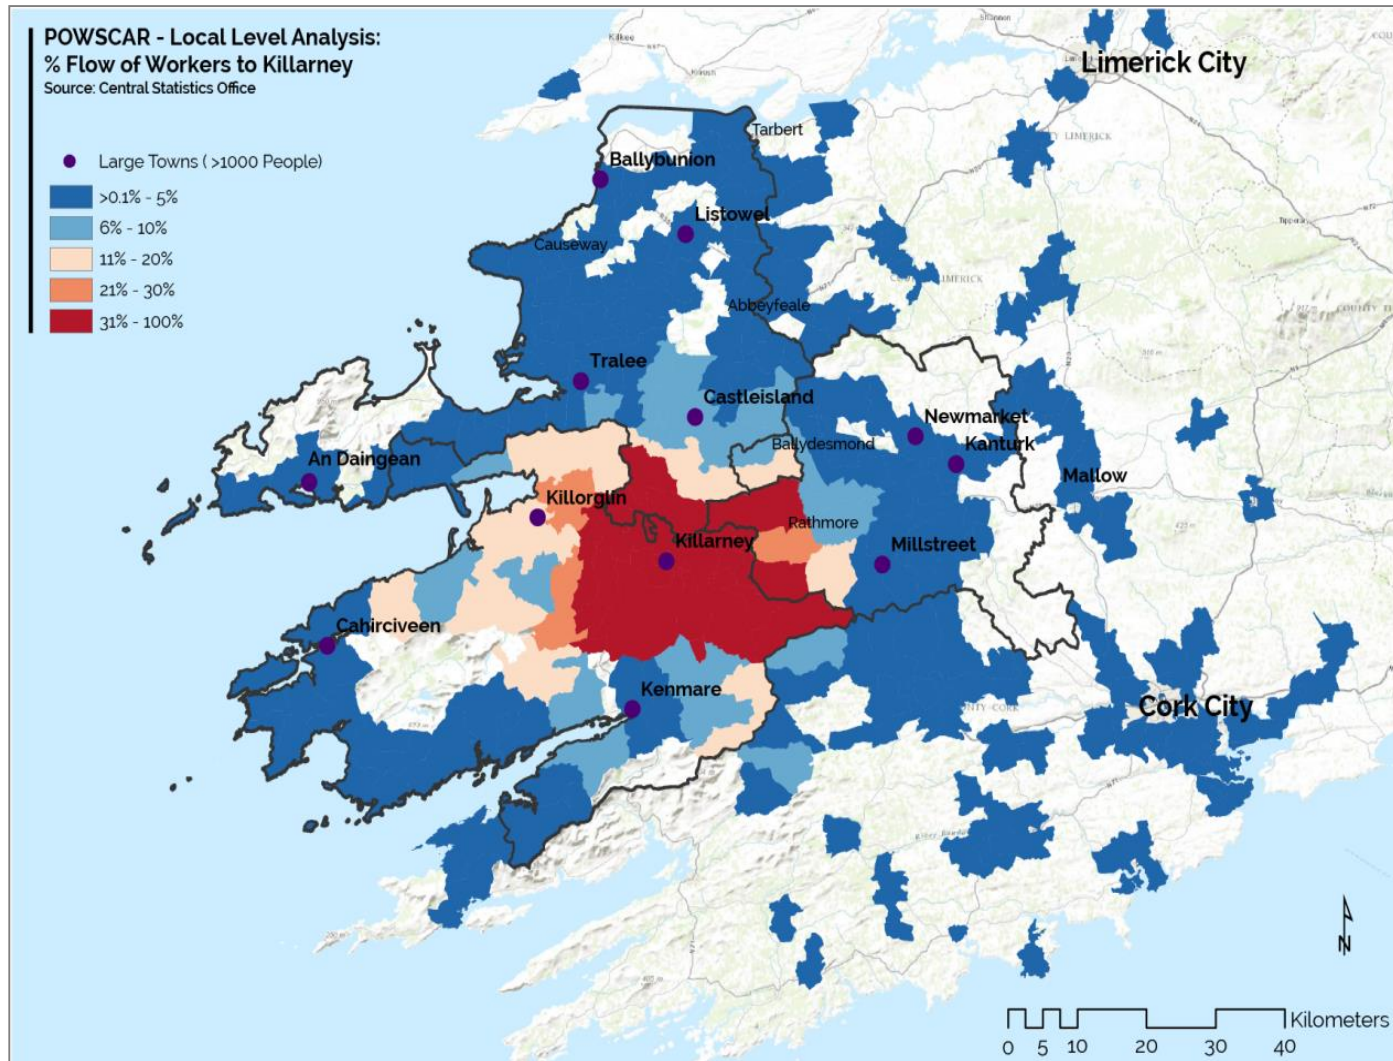 POWSCAR - Local Level Analysis:
% Flow of Workers to Killarney
Source: Central Statistics Office
Large Towns ( >1000 People)
>0.1% - 5%
6% - 10%
11% - 20%
21% - 30%
31% - 100%
Limerick City
Tarbert
Ballybunion
Listowel
Causeway
Abbeyfeale
Tralee
Castleisland
Newmarket
Ballydesmond
Kanturk
An Daingean
Mallow
Killorglin
Rathmore
Killarney
Millstreet
Cahirciveen
Kenmare
Cork City
N
Kilometers
0 5 10 20 30 40